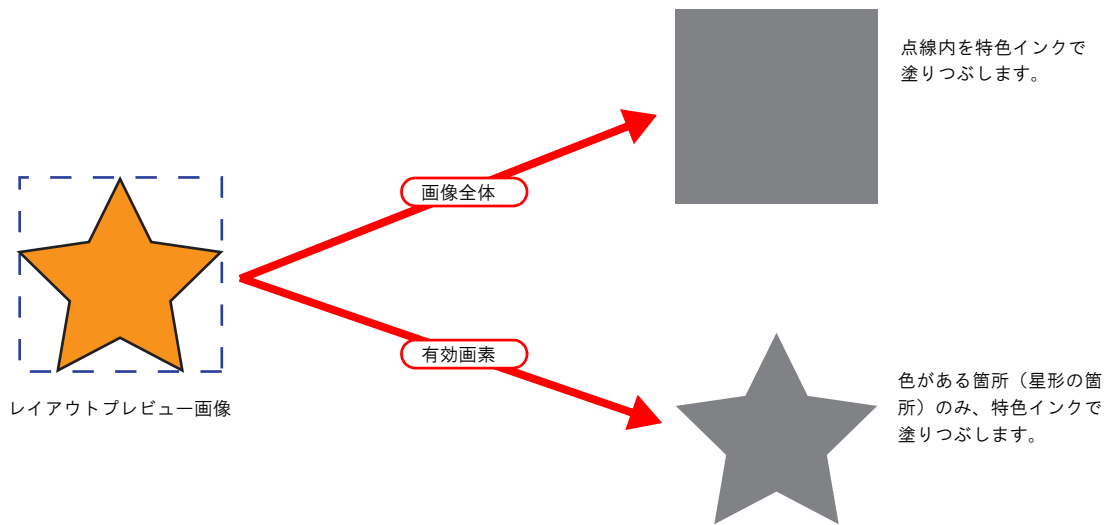 点線内を特色インクで
塗りつぶします。
画像全体
有効画素
レイアウトプレビュー画像
色がある箇所（星形の箇
所）のみ、特色インクで
塗りつぶします。